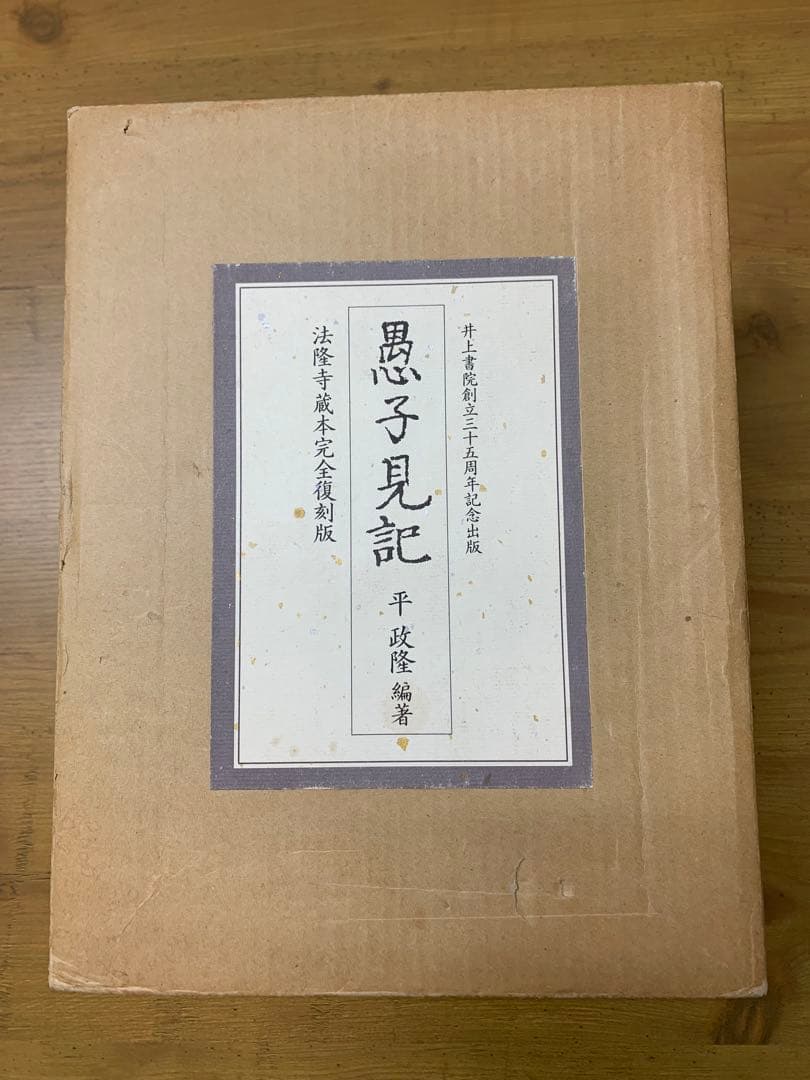 井上書院創立三十五周年記念出版
愚子見記 平 政隆 編著
法隆寺蔵本完全復刻版